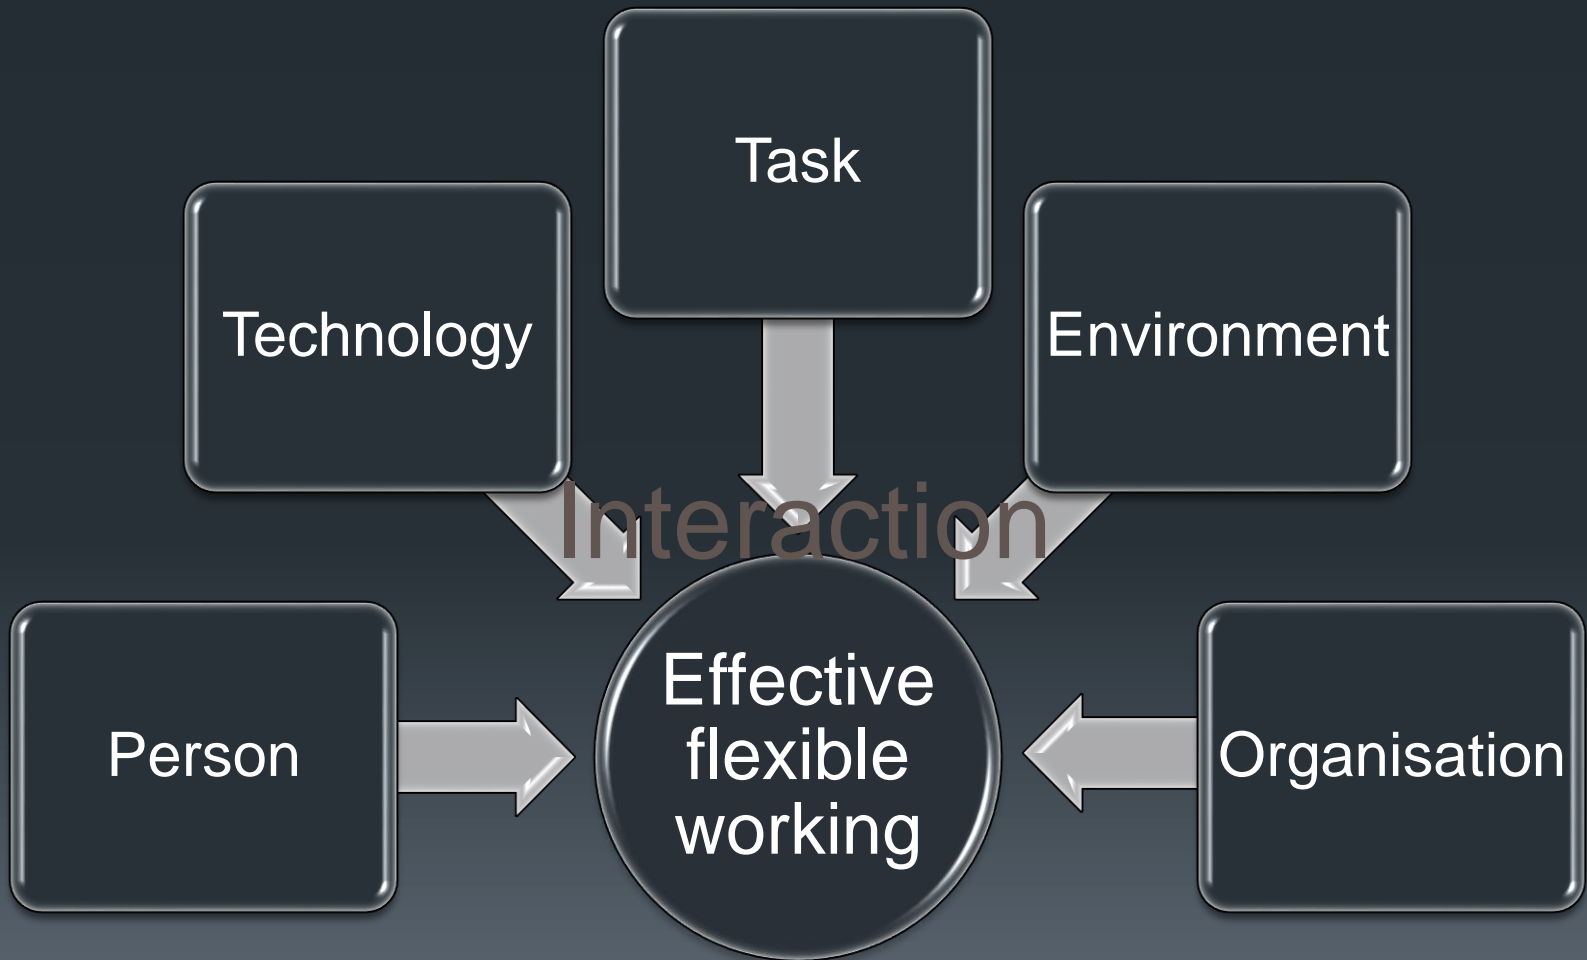 Task
Technology
Environment
Interaction
Person
Effective
flexible
working
Organisation